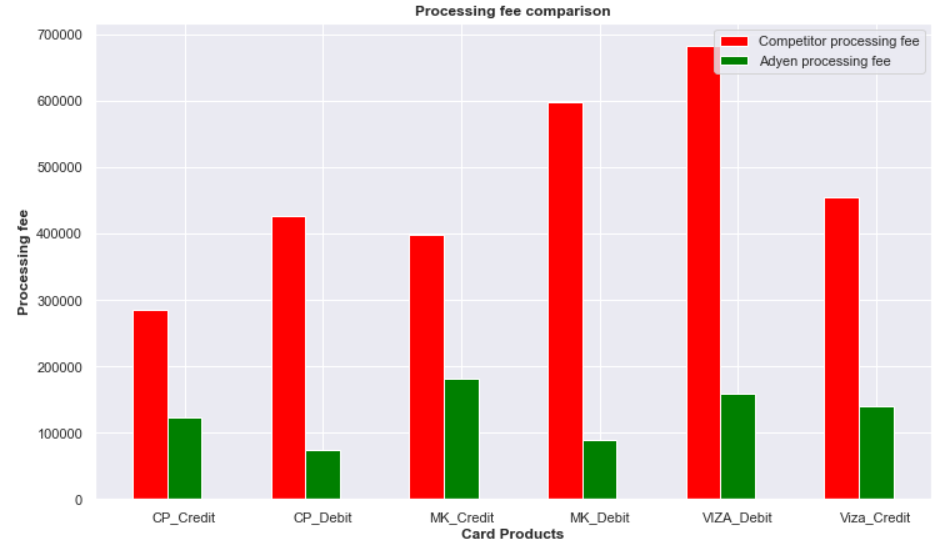 Processing fee comparison
Competitor processing fee
Adyen processing fee
700000
600000
500000
400000
300000
200000
100000
0
Processing fee
CP_Credit CP_Debit MK_Credit MK_Debit VIZA_Debit Viza_Credit
Card Products